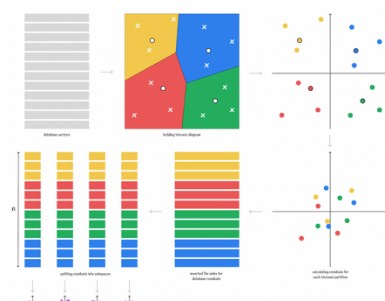 database vectors
building Voronoi diagram
calculating residuals for
each Voronoi partition
inverted file index for
database residuals
splitting residuals into subspaces
n